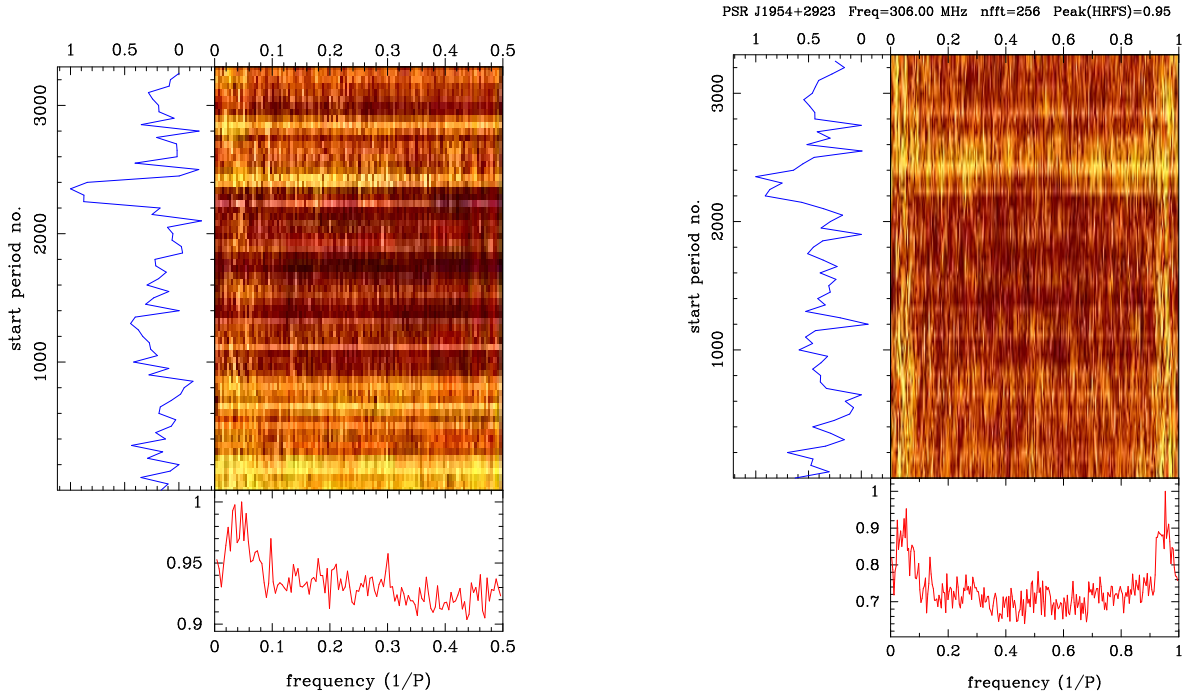 PSR J1954+2923 Freq=306.00 MHz nfft=256 Peak(HRFS)=0.95
1 0.5 0
0 0.1 0.2 0.3 0.4 0.5
start period no.
3000
2000
1000
1
0.95
0.9
0 0.1 0.2 0.3 0.4 0.5
frequency (1/P)
1 0.5 0
0 0.2 0.4 0.6 0.8 1
start period no.
3000
2000
1000
1
0.9
0.8
0.7
0 0.2 0.4 0.6 0.8 1
frequency (1/P)